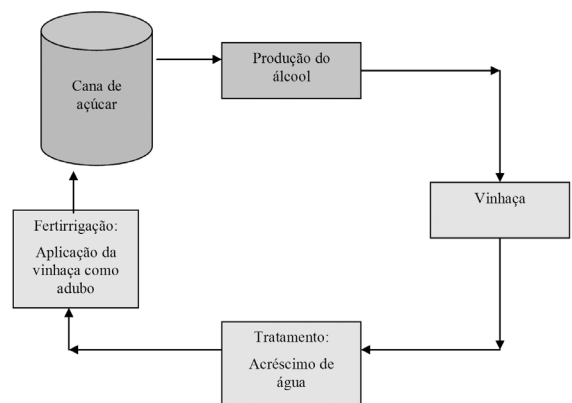 Cana de
açúcar
Produção do
álcool
Vinhaça
Tratamento:
Acréscimo de
água
Fertirrigação:
Aplicação da
vinhaça como
adubo